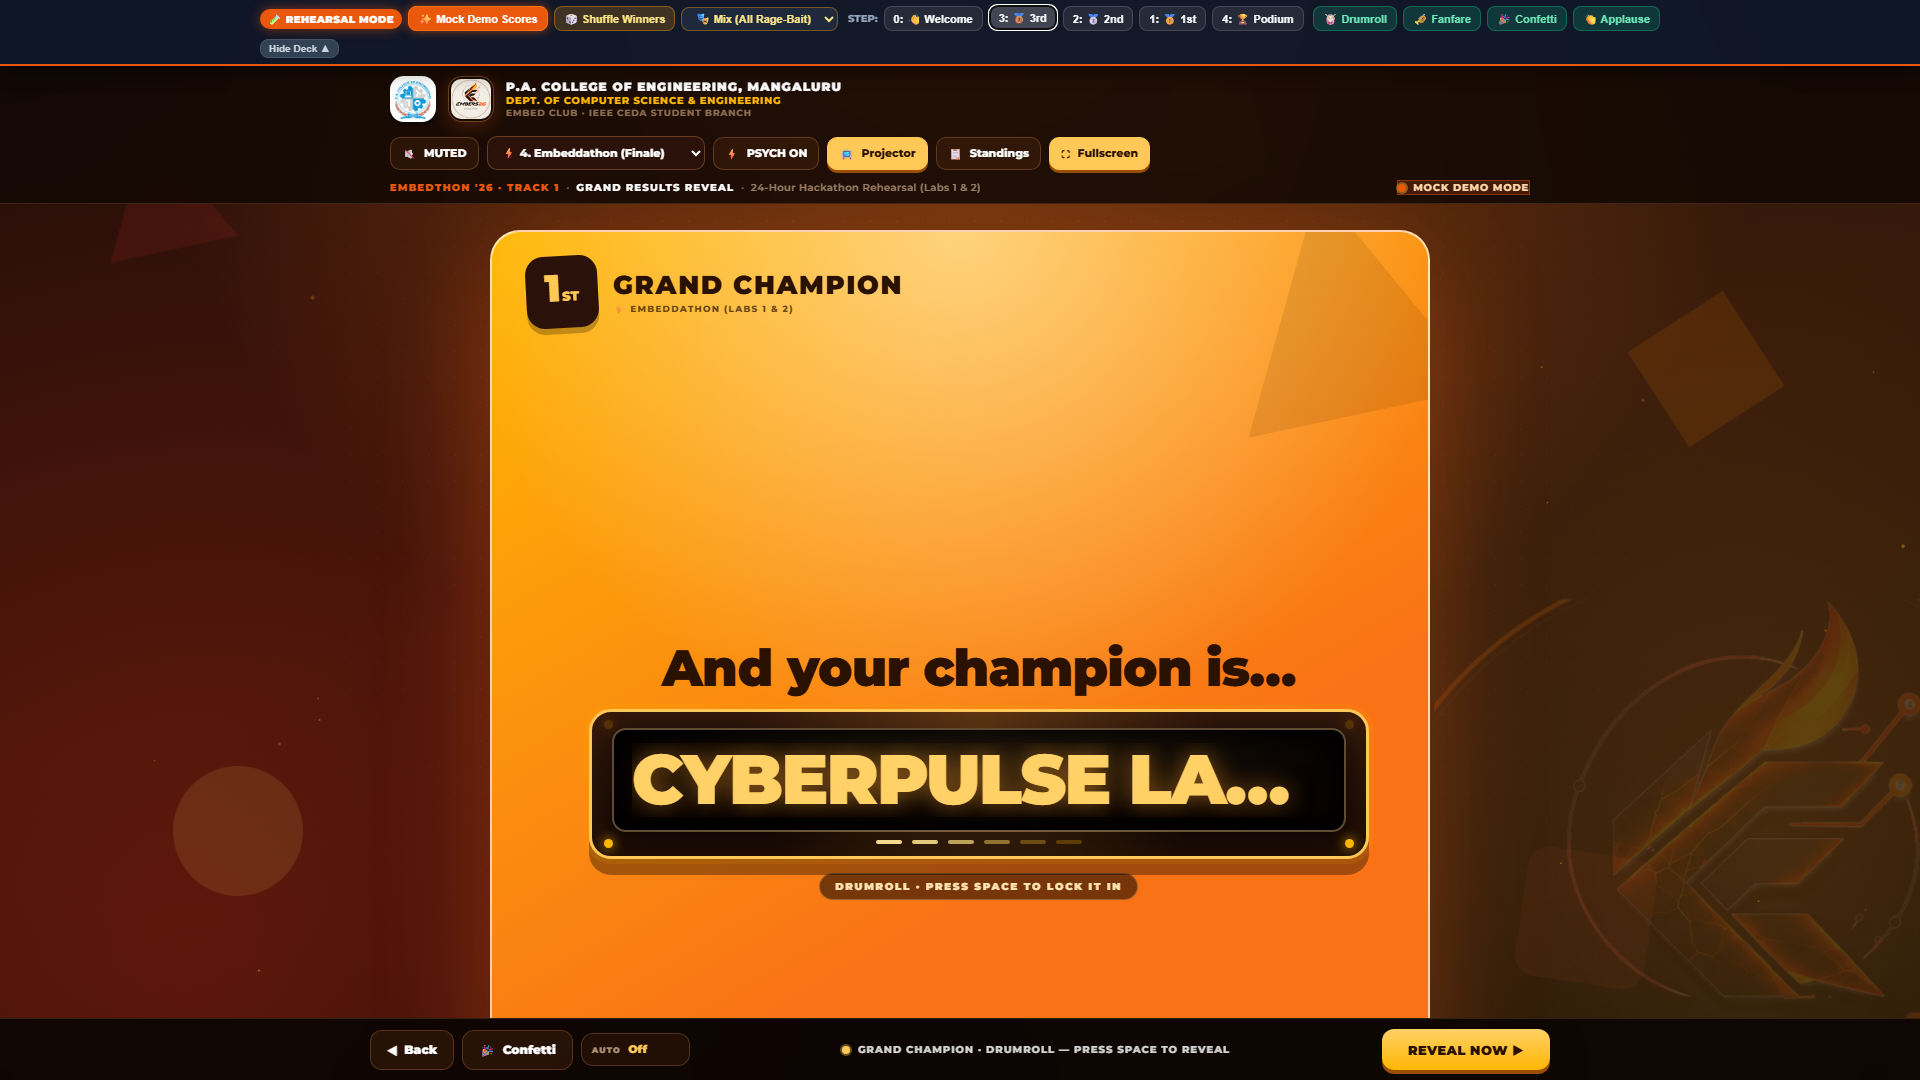 REHEARSAL MODE
Mock Demo Scores
Shuffle Winners
Mix (All Rage-Bait)
STEP:
0: Welcome
3: 3rd
2: 2nd
1: 1st
4: Podium
Drumroll
Fanfare
Confetti
Applause
Hide Deck ▲
P.A. COLLEGE OF ENGINEERING, MANGALURU
DEPT. OF COMPUTER SCIENCE & ENGINEERING
EMBED CLUB · IEEE CEDA STUDENT BRANCH
MUTED
4. Embeddathon (Finale)
PSYCH ON
Projector
Standings
Fullscreen
EMBEDTHON '26 · TRACK 1 · GRAND RESULTS REVEAL · 24-Hour Hackathon Rehearsal (Labs 1 & 2)
MOCK DEMO MODE
1ST
GRAND CHAMPION
EMBEDDATHON (LABS 1 & 2)
And your champion is...
CYBERPULSE LA...
DRUMROLL · PRESS SPACE TO LOCK IT IN
◀ Back
Confetti
AUTO Off
GRAND CHAMPION · DRUMROLL — PRESS SPACE TO REVEAL
REVEAL NOW ▶